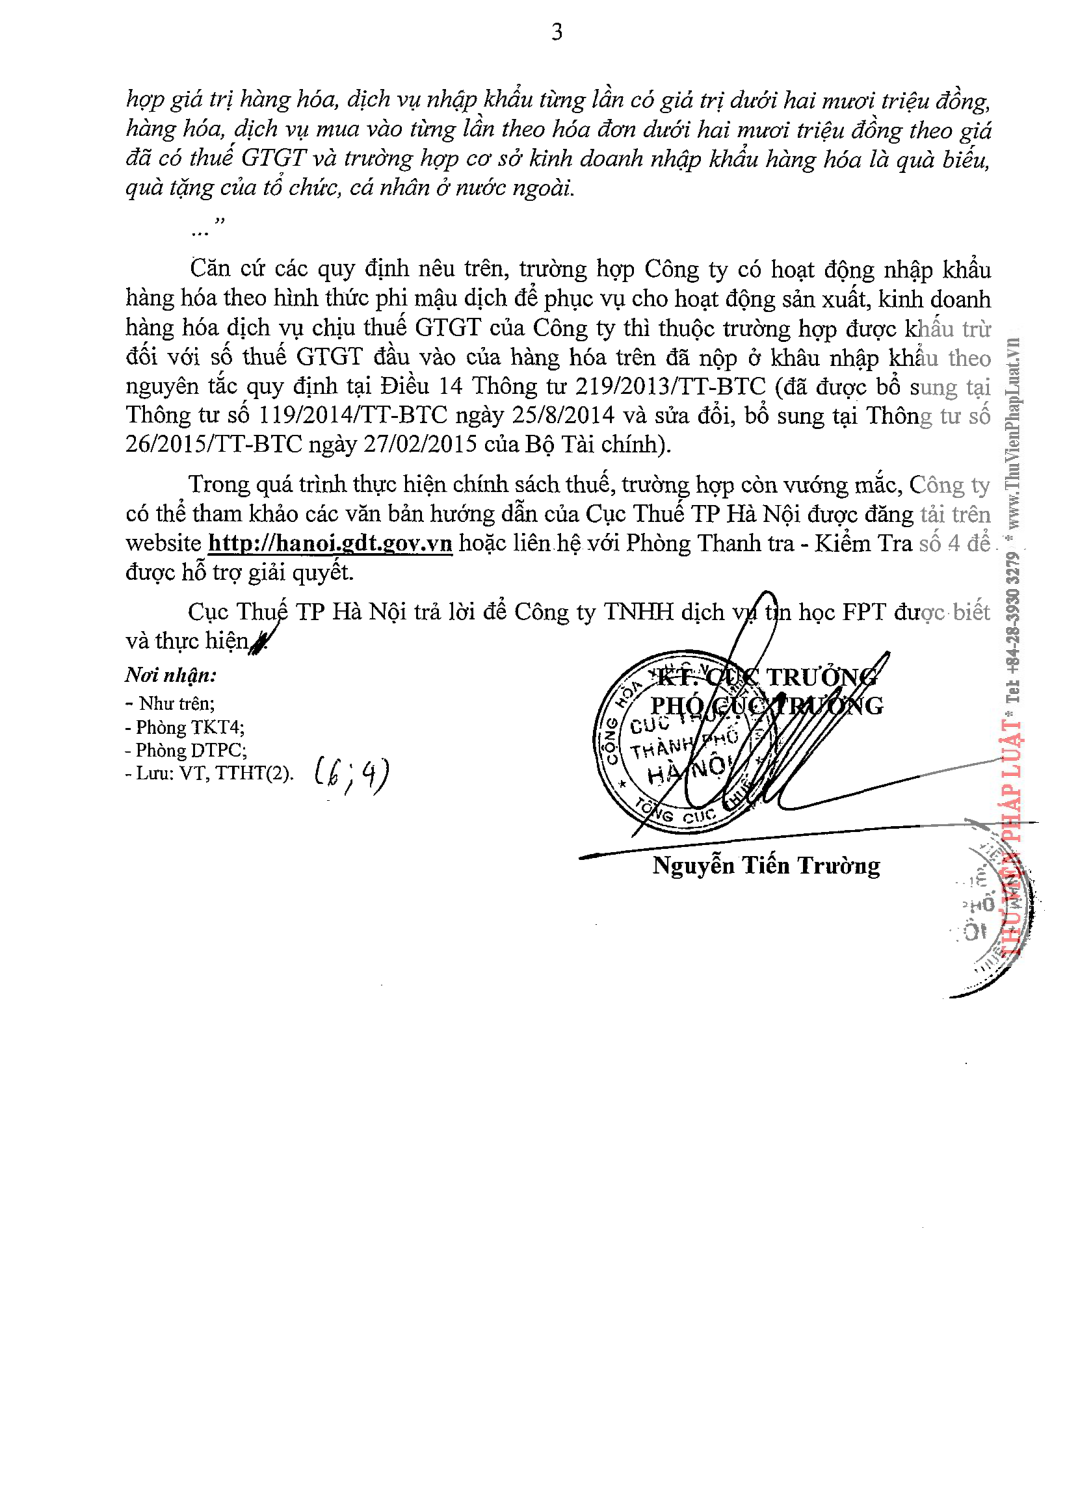 3
hợp giá trị hàng hóa, dịch vụ nhập khẩu từng lần có giá trị dưới hai mươi triệu đồng,
hàng hóa, dịch vụ mua vào từng lần theo hóa đơn dưới hai mươi triệu đồng theo giá
đã có thuế GTGT và trường hợp cơ sở kinh doanh nhập khẩu hàng hóa là quà biếu,
quà tặng của tổ chức, cá nhân ở nước ngoài.
..."
Căn cứ các quy định nêu trên, trường hợp Công ty có hoạt động nhập khẩu
hàng hóa theo hình thức phi mậu dịch để phục vụ cho hoạt động sản xuất, kinh doanh
hàng hóa dịch vụ chịu thuế GTGT của Công ty thì thuộc trường hợp được khấu trừ
đối với số thuế GTGT đầu vào của hàng hóa trên đã nộp ở khâu nhập khẩu theo
nguyên tắc quy định tại Điều 14 Thông tư 219/2013/TT-BTC (đã được bổ sung tại
Thông tư số 119/2014/TT-BTC ngày 25/8/2014 và sửa đổi, bổ sung tại Thông tư số
26/2015/TT-BTC ngày 27/02/2015 của Bộ Tài chính).
Trong quá trình thực hiện chính sách thuế, trường hợp còn vướng mắc, Công ty
có thể tham khảo các văn bản hướng dẫn của Cục Thuế TP Hà Nội được đăng tải trên
website http://hanoi.gdt.gov.vn hoặc liên hệ với Phòng Thanh tra - Kiểm Tra số 4 để
được hỗ trợ giải quyết.
Cục Thuế TP Hà Nội trả lời để Công ty TNHH dịch vụ tin học FPT được biết
và thực hiện
Nơi nhận:
- Như trên;
- Phòng TKT4;
- Phòng DTPC;
- Lưu: VT, TTHT(2). (6;4)
KT. CỤC TRƯỞNG
PHÓ CỤC TRƯỞNG
CỘNG HÒA X.H.C.N
CỤC THUẾ
THÀNH PHỐ
HÀ NỘI
TỔNG CỤC THUẾ
Nguyễn Tiến Trường
PHỐ
THƯ VIỆN PHÁP LUẬT * Tel: +84-28-3930 3279 * www.ThuVienPhapLuat.vn